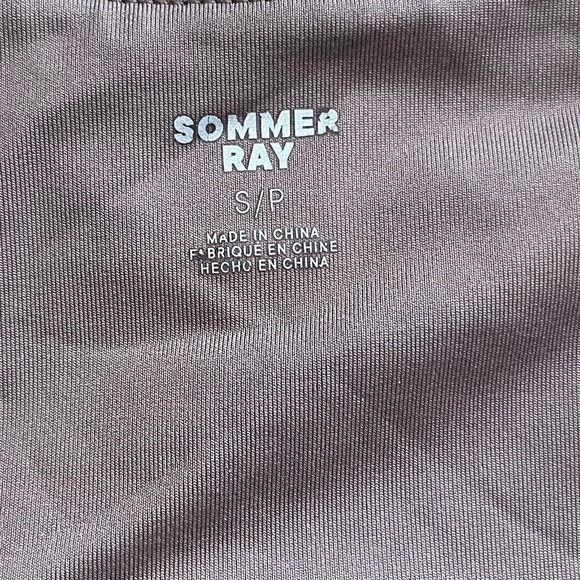 SOMMER
RAY
S/P
MADE IN CHINA
FABRIQUÉ EN CHINE
HECHO EN CHINA